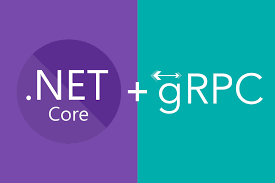 .NET
Core
+
gRPC